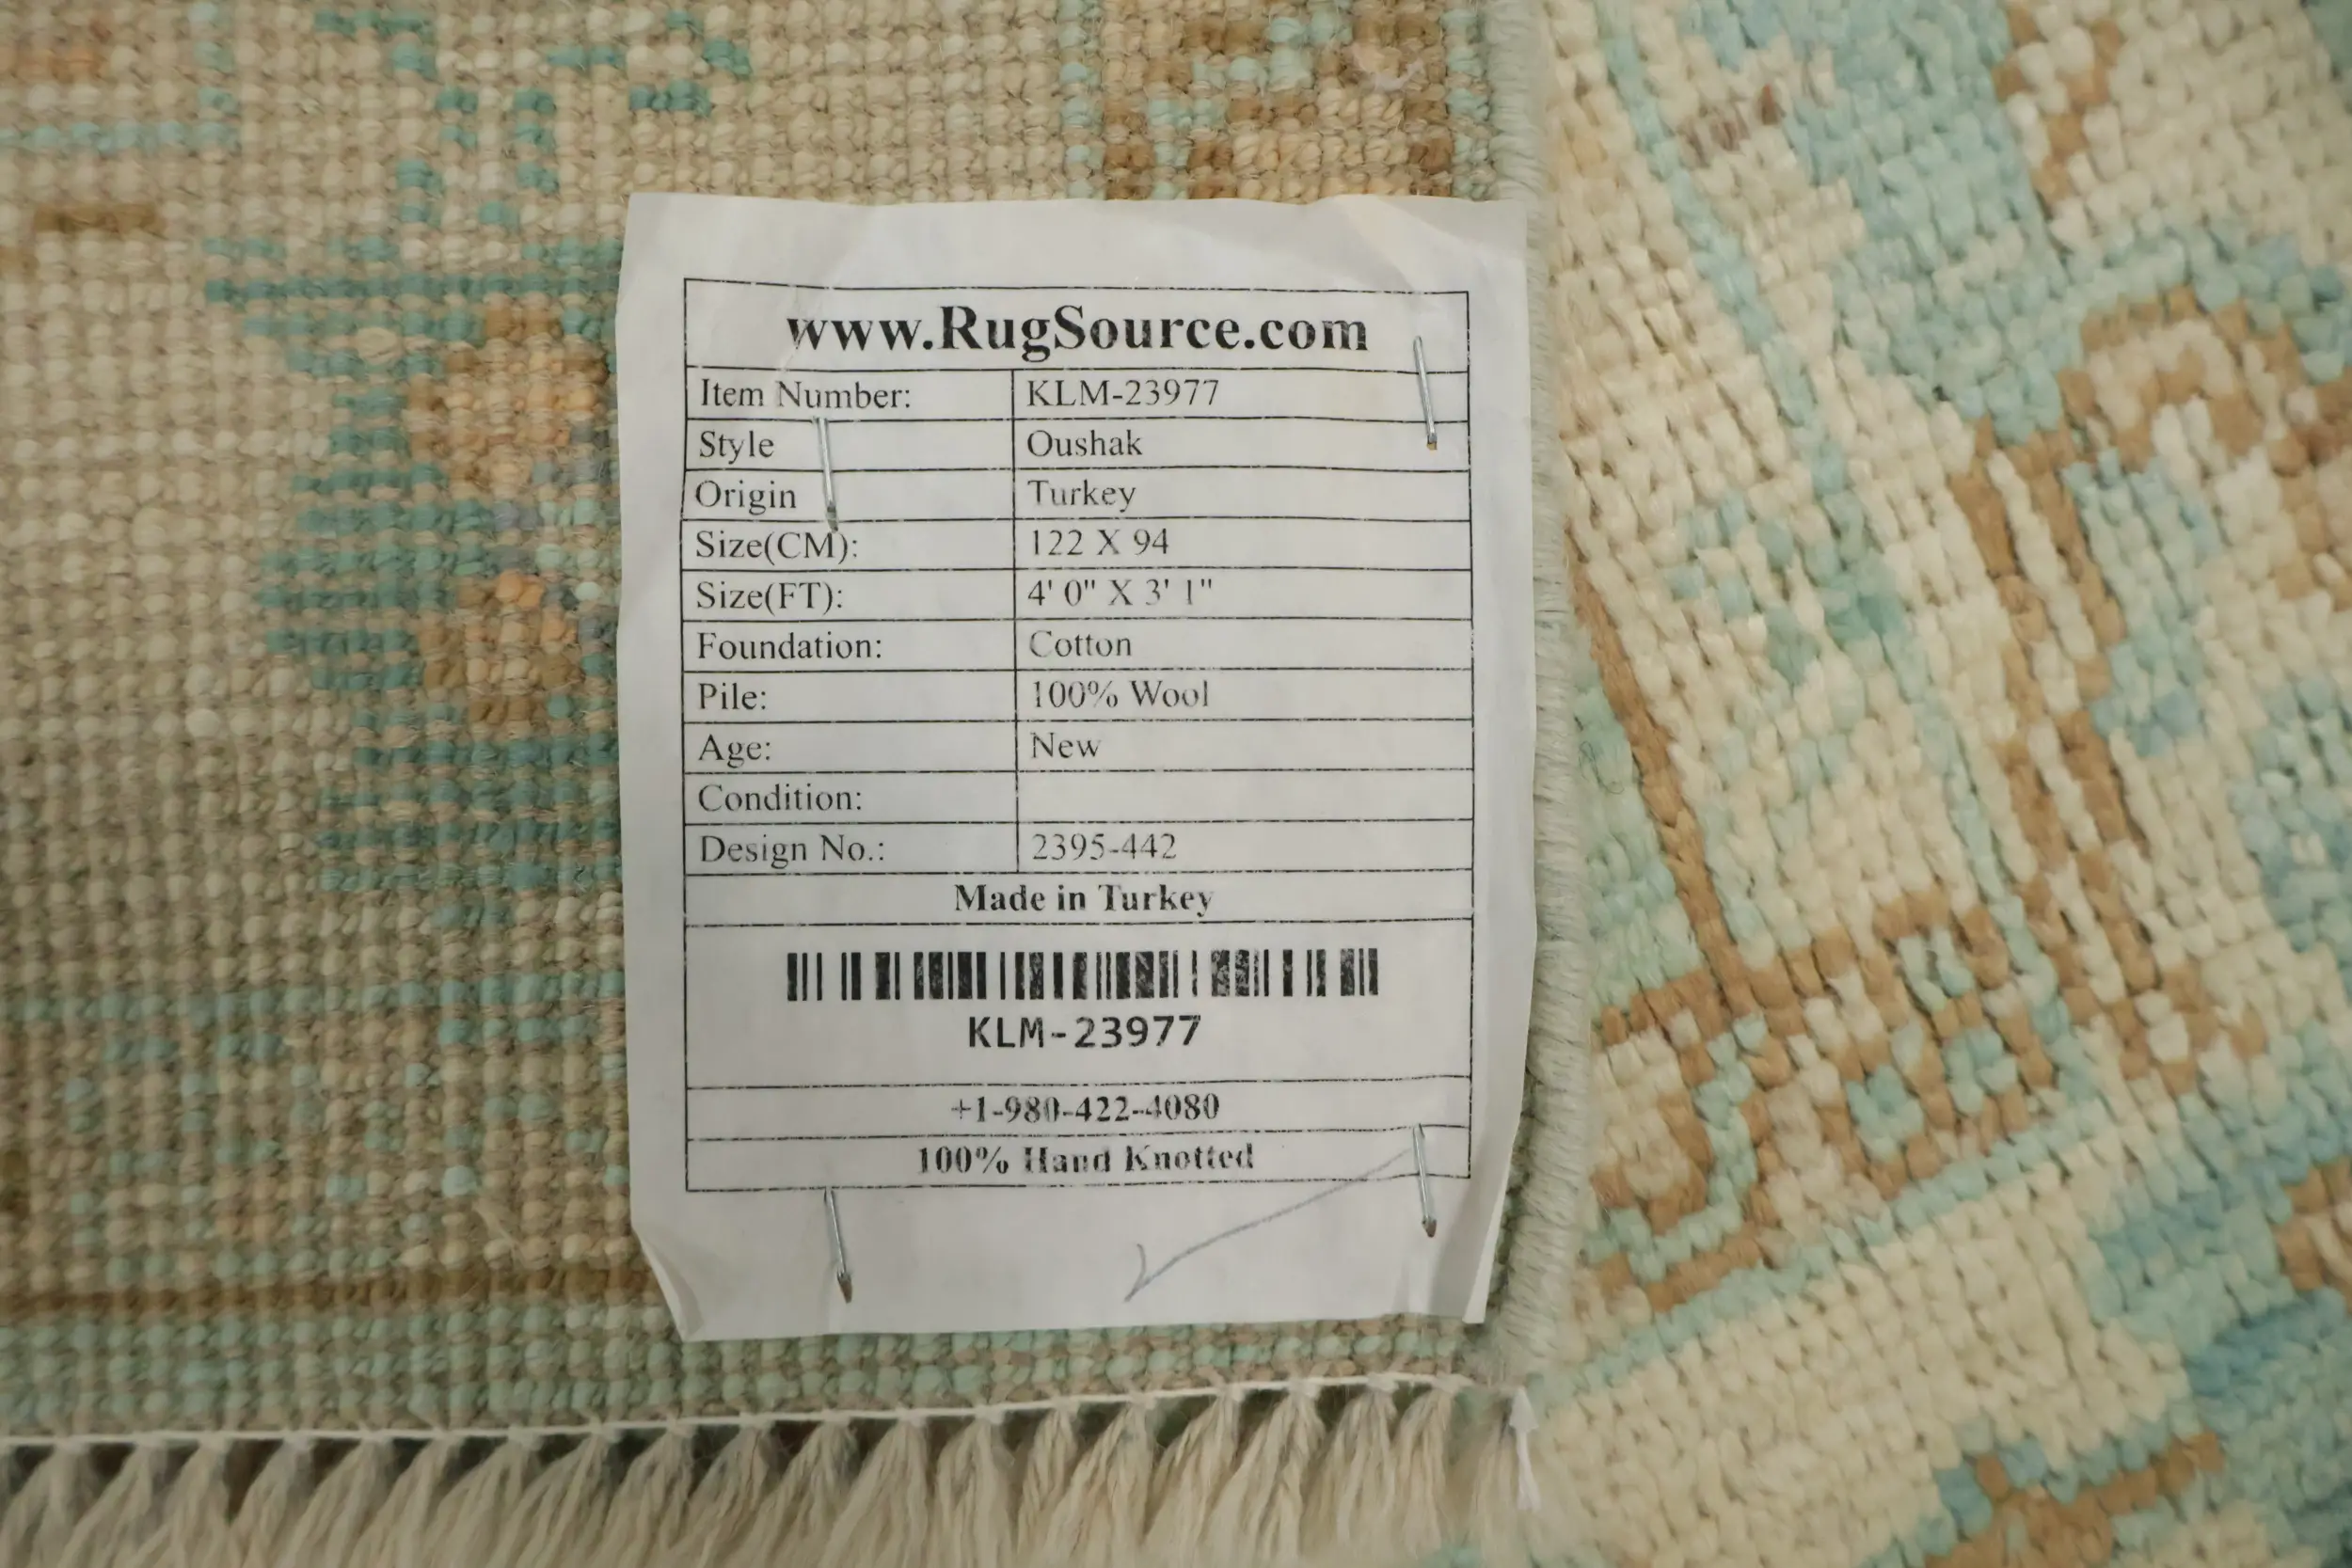 www.RugSource.com
Item Number: KLM-23977
Style Oushak
Origin Turkey
Size(CM): 122 X 94
Size(FT): 4' 0" X 3' 1"
Foundation: Cotton
Pile: 100% Wool
Age: New
Condition:
Design No.: 2395-442
Made in Turkey
KLM-23977
+1-980-422-4080
100% Hand Knotted